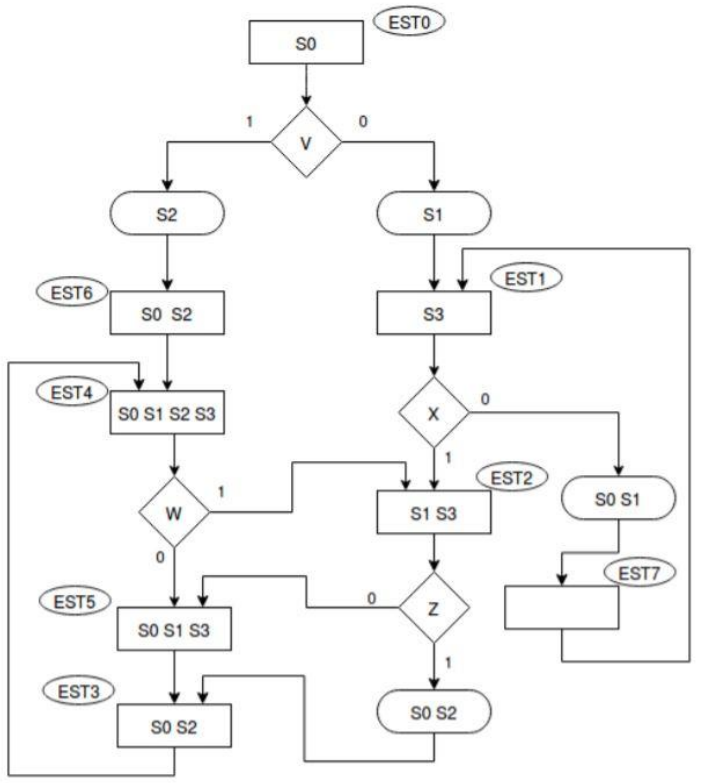 EST0
S0
1
0
V
S2
S1
EST6
EST1
S0 S2
S3
EST4
X
0
S0 S1 S2 S3
1
EST2
W
1
S1 S3
S0 S1
0
EST7
EST5
0
Z
S0 S1 S3
1
EST3
S0 S2
S0 S2